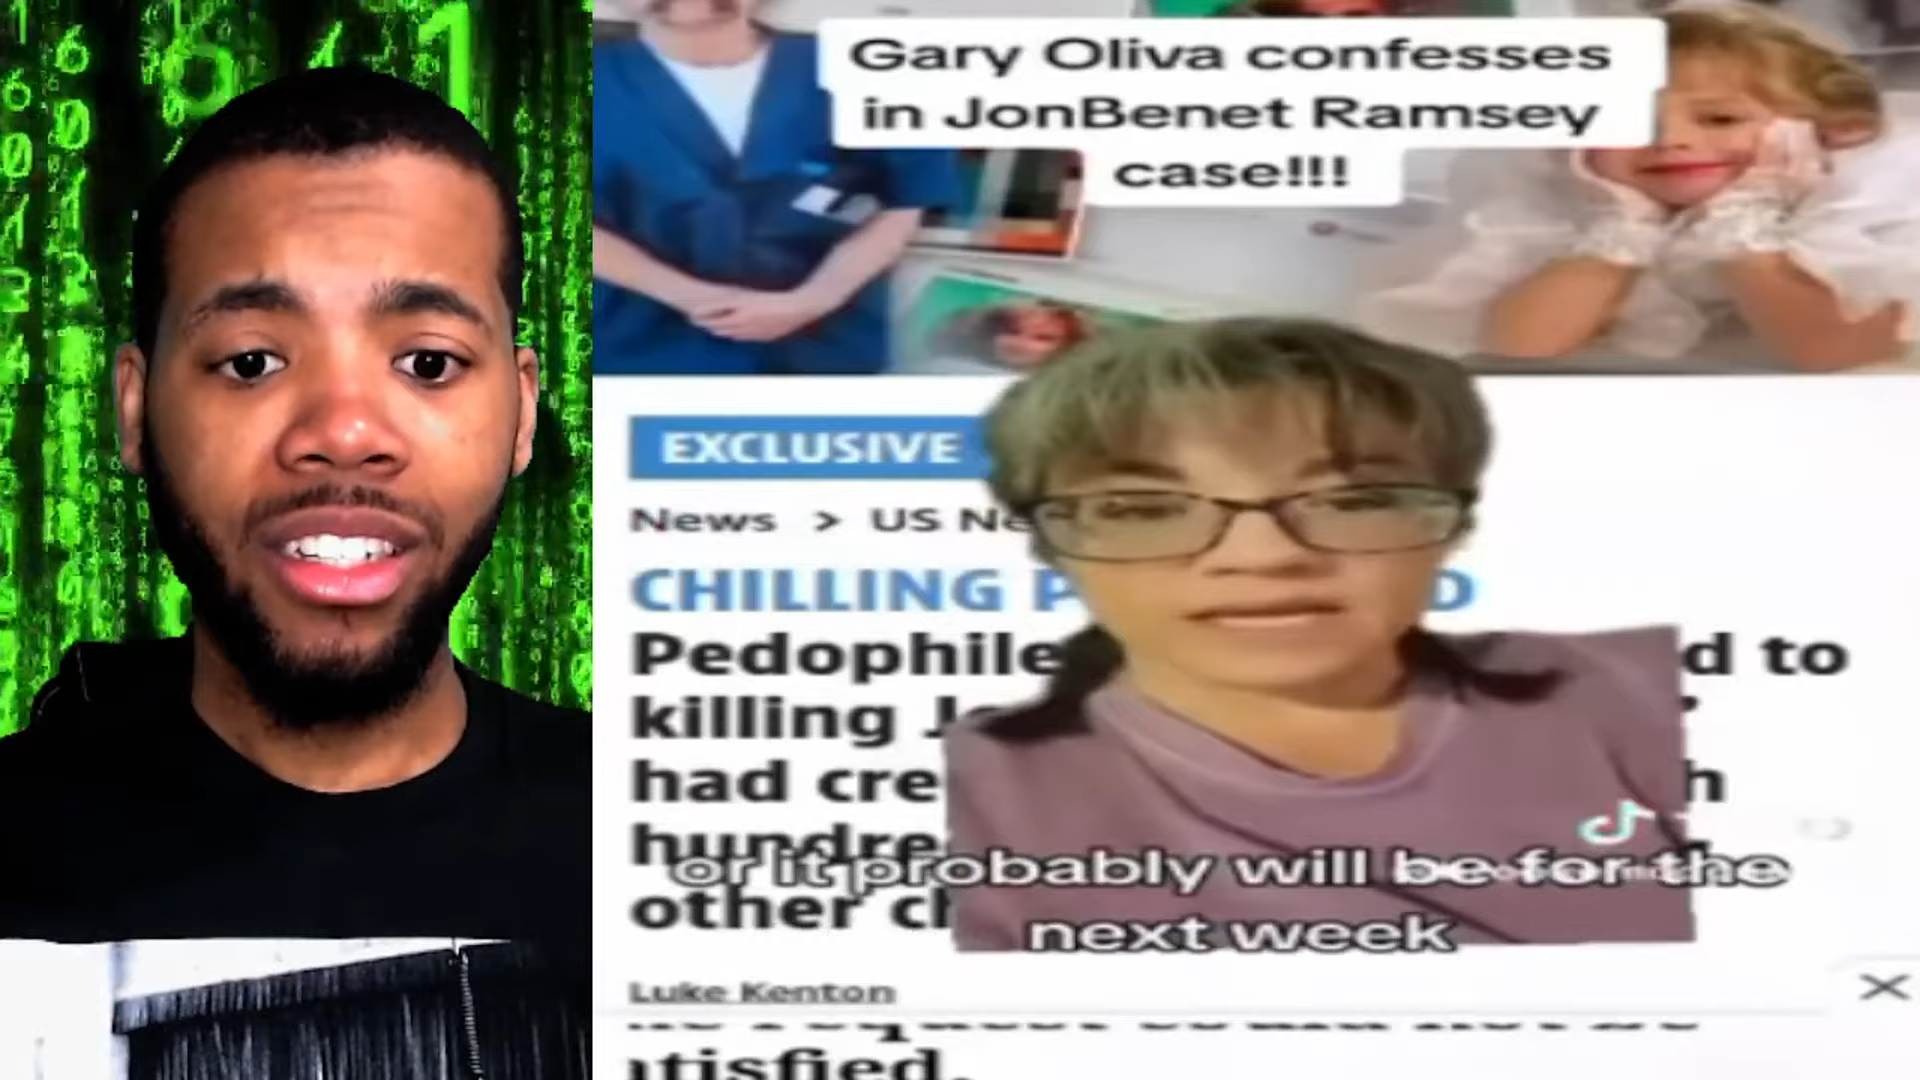 Gary Oliva confesses
in JonBenet Ramsey
case!!!
EXCLUSIVE
News > US Ne
CHILLING P O
Pedophile d to
killing J
had cre h
hundre
other ch
or it probably will be for the
next week
Luke Kenton
tisfied.